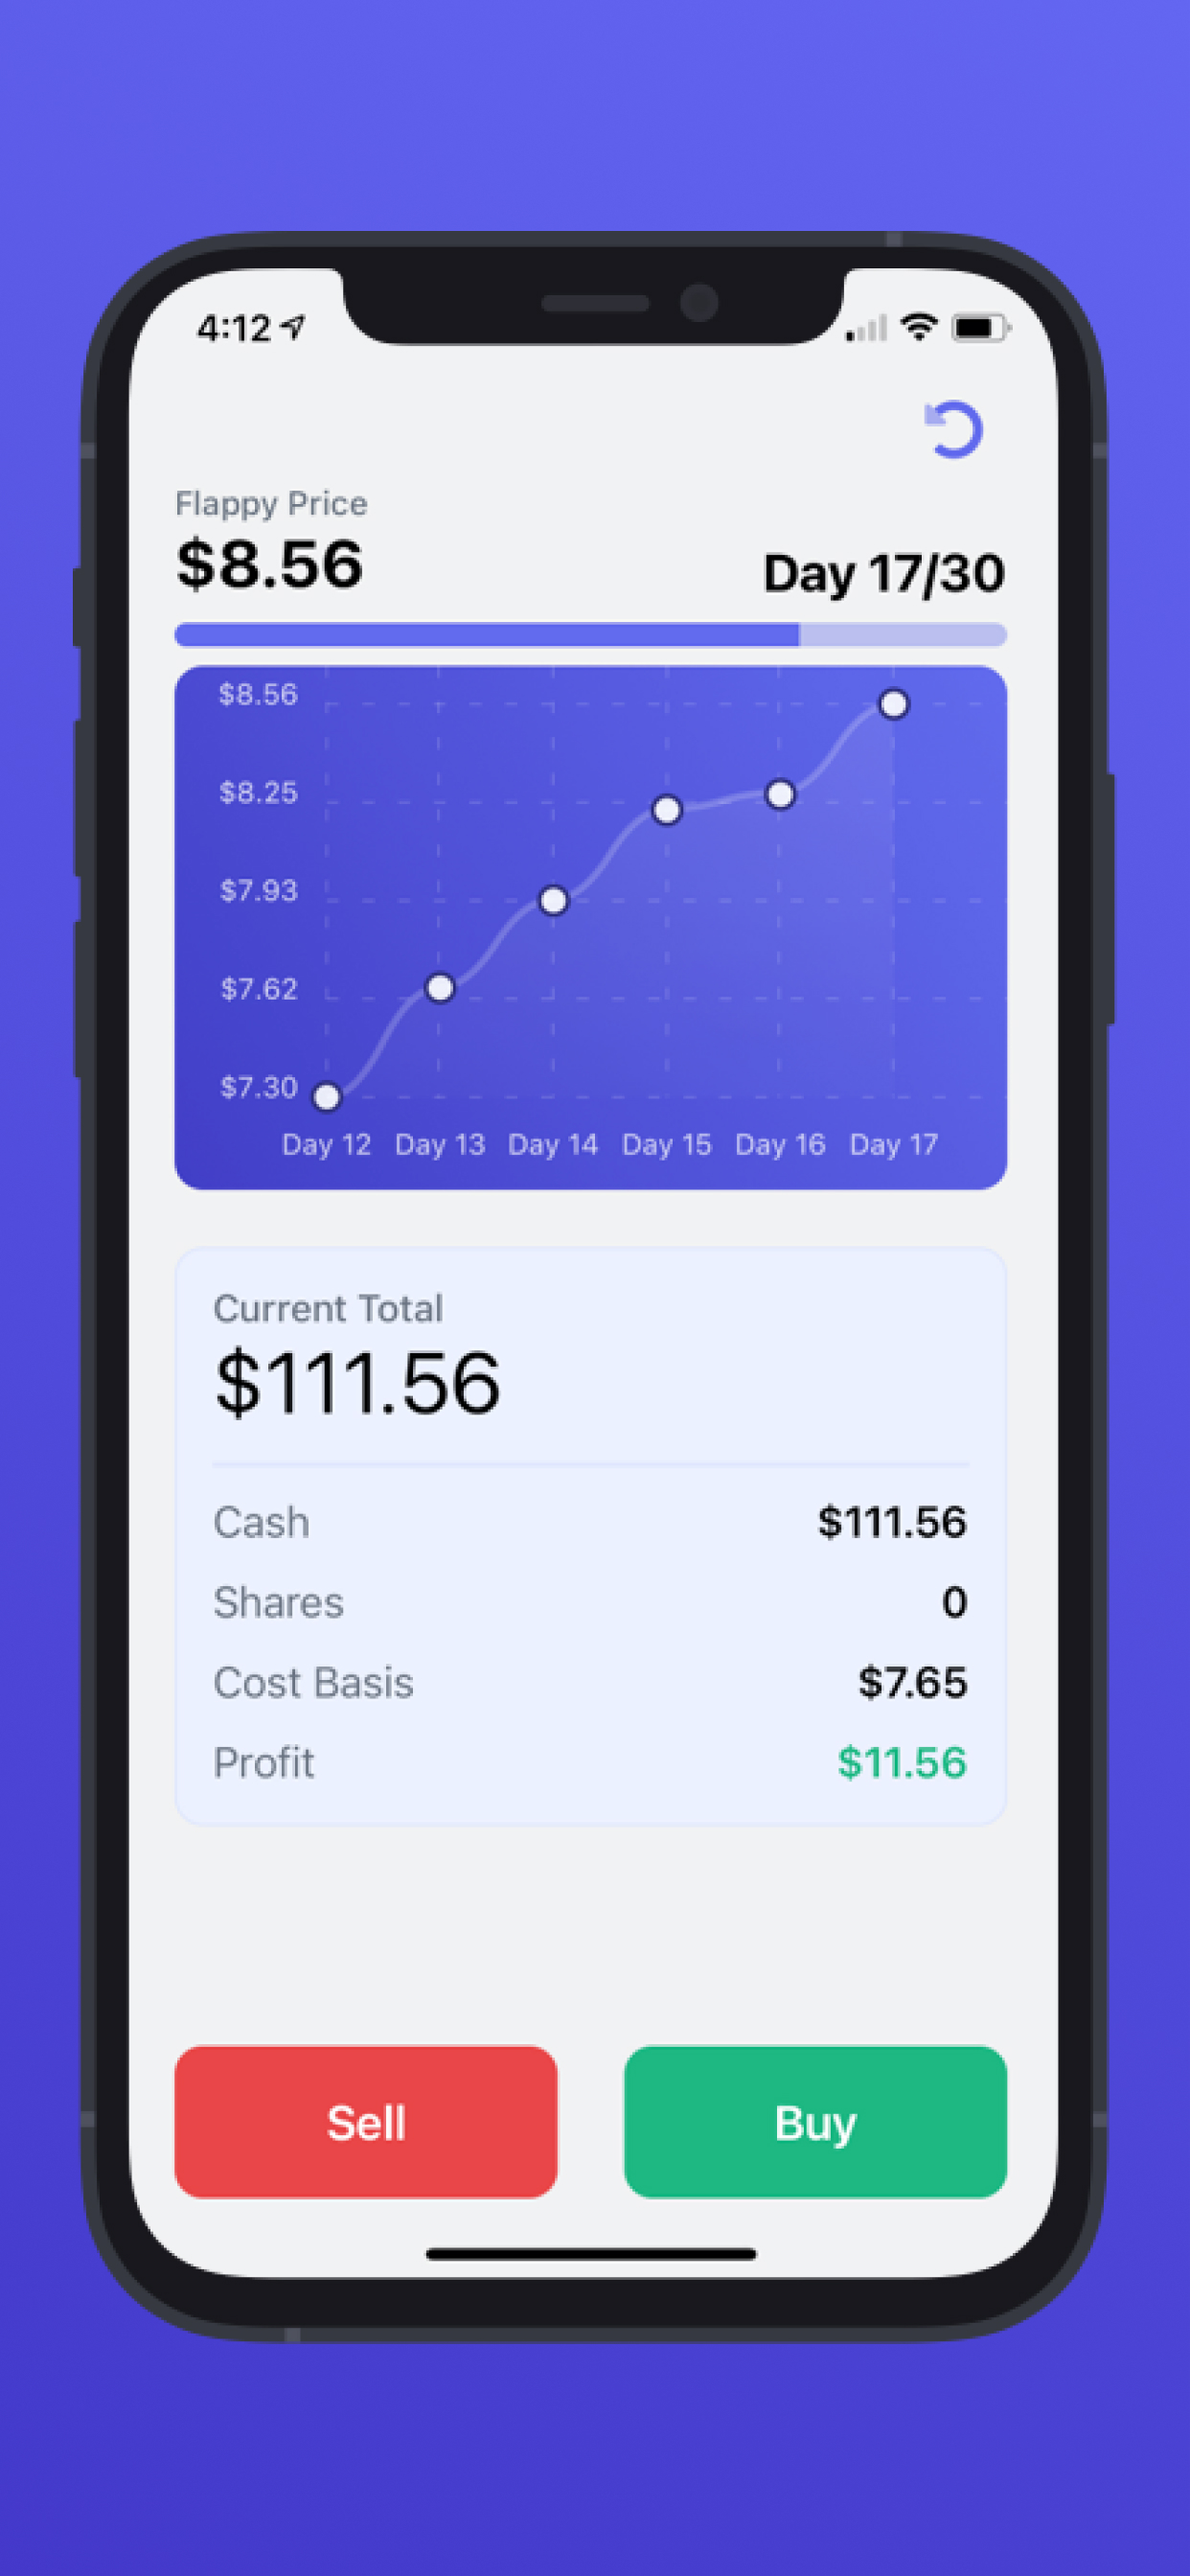 4:12
Flappy Price
$8.56
Day 17/30
$8.56
$8.25
$7.93
$7.62
$7.30
Day 12 Day 13 Day 14 Day 15 Day 16 Day 17
Current Total
$111.56
Cash $111.56
Shares 0
Cost Basis $7.65
Profit $11.56
Sell Buy